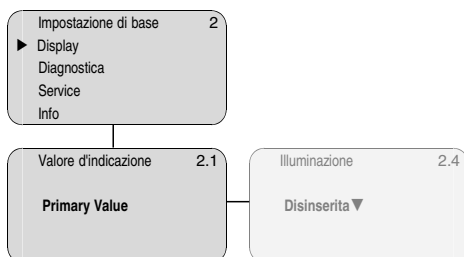 Impostazione di base 2
▶ Display
Diagnostica
Service
Info
Valore d'indicazione 2.1
Primary Value
Illuminazione 2.4
Disinserita▼